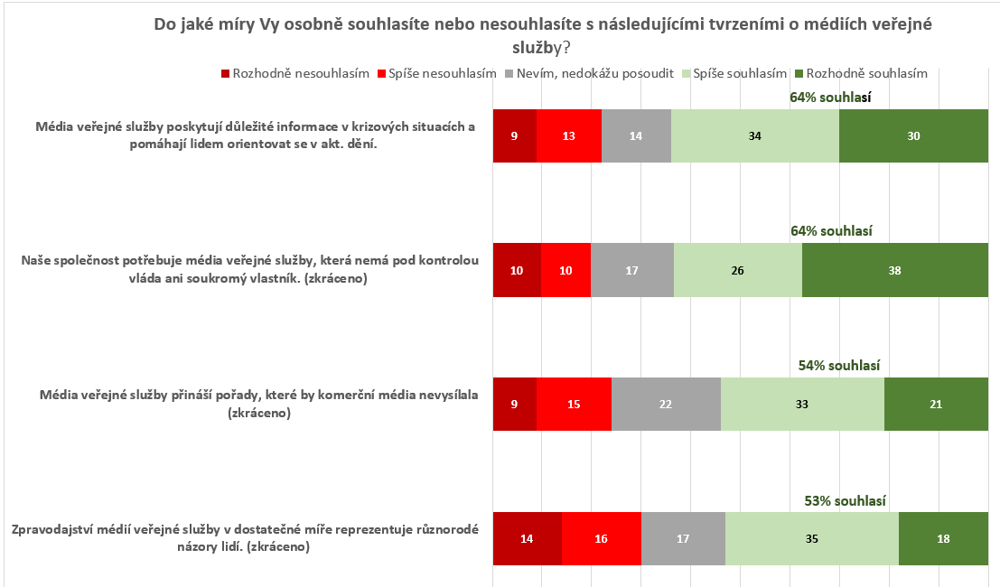 Do jaké míry Vy osobně souhlasíte nebo nesouhlasíte s následujícími tvrzeními o médiích veřejné
služby?
Rozhodně nesouhlasím Spíše nesouhlasím Nevím, nedokážu posoudit Spíše souhlasím Rozhodně souhlasím
64% souhlasí
Média veřejné služby poskytují důležité informace v krizových situacích a
pomáhají lidem orientovat se v akt. dění.
9 13 14 34 30
64% souhlasí
Naše společnost potřebuje média veřejné služby, která nemá pod kontrolou
vláda ani soukromý vlastník. (zkráceno)
10 10 17 26 38
54% souhlasí
Média veřejné služby přináší pořady, které by komerční média nevysílala
(zkráceno)
9 15 22 33 21
53% souhlasí
Zpravodajství médií veřejné služby v dostatečné míře reprezentuje různorodé
názory lidí. (zkráceno)
14 16 17 35 18